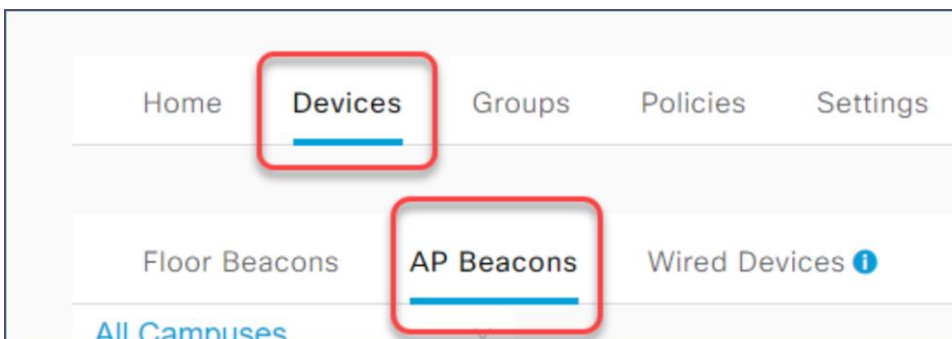 Home Devices Groups Policies Settings
Floor Beacons AP Beacons Wired Devices
All Campuses